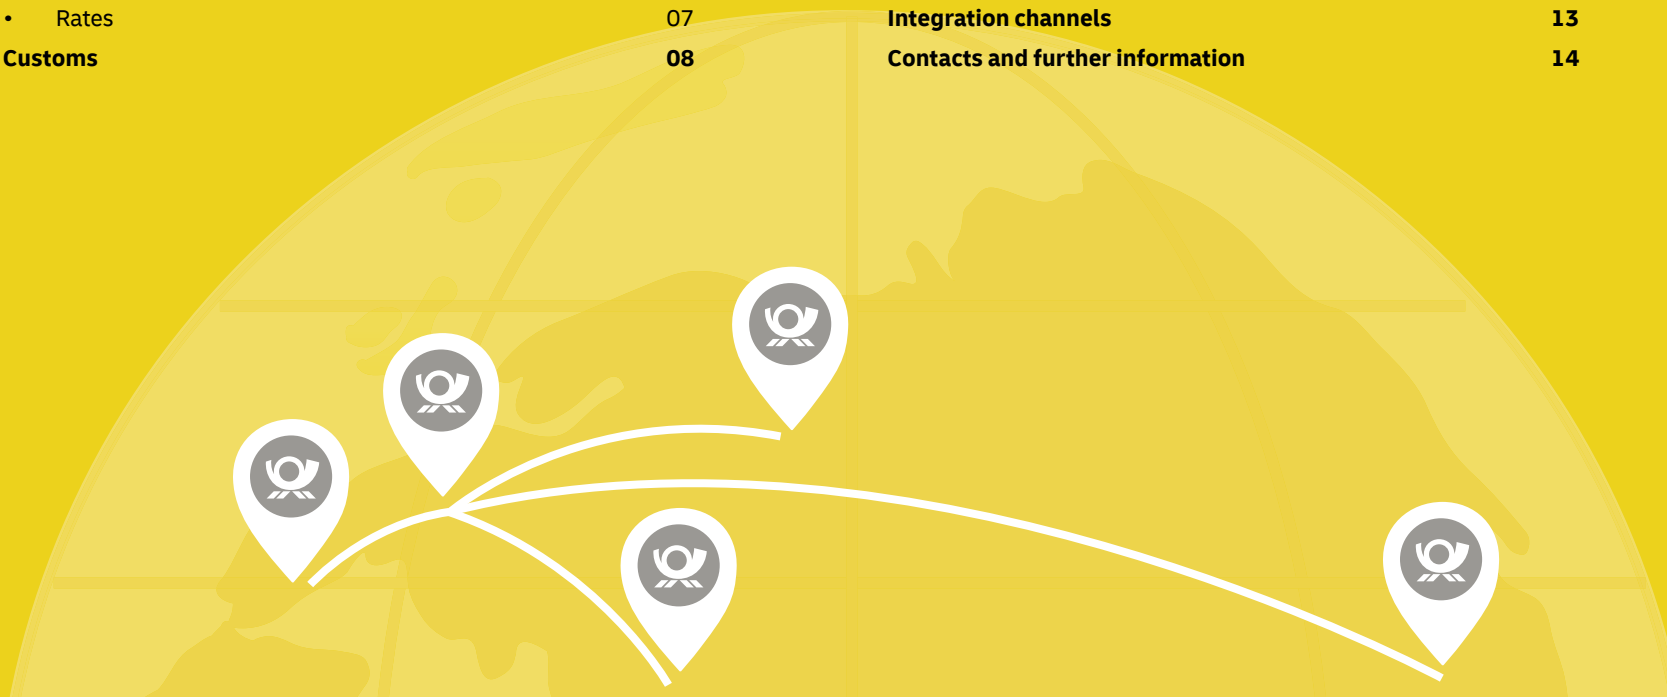 • Rates 07
Customs 08
Integration channels 13
Contacts and further information 14